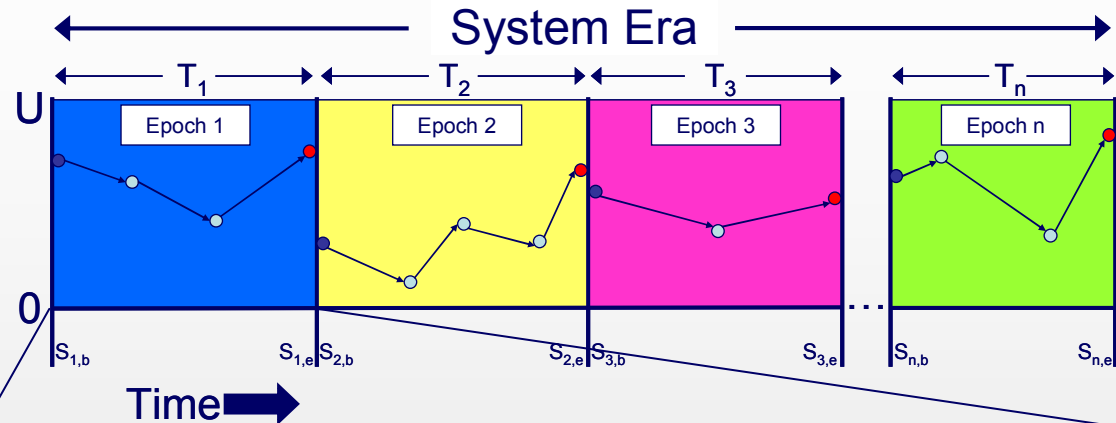 System Era
T1 T2 T3 Tn
U Epoch 1 Epoch 2 Epoch 3 Epoch n
0
S1,b S1,e S2,b S2,e S3,b S3,e Sn,b Sn,e
Time